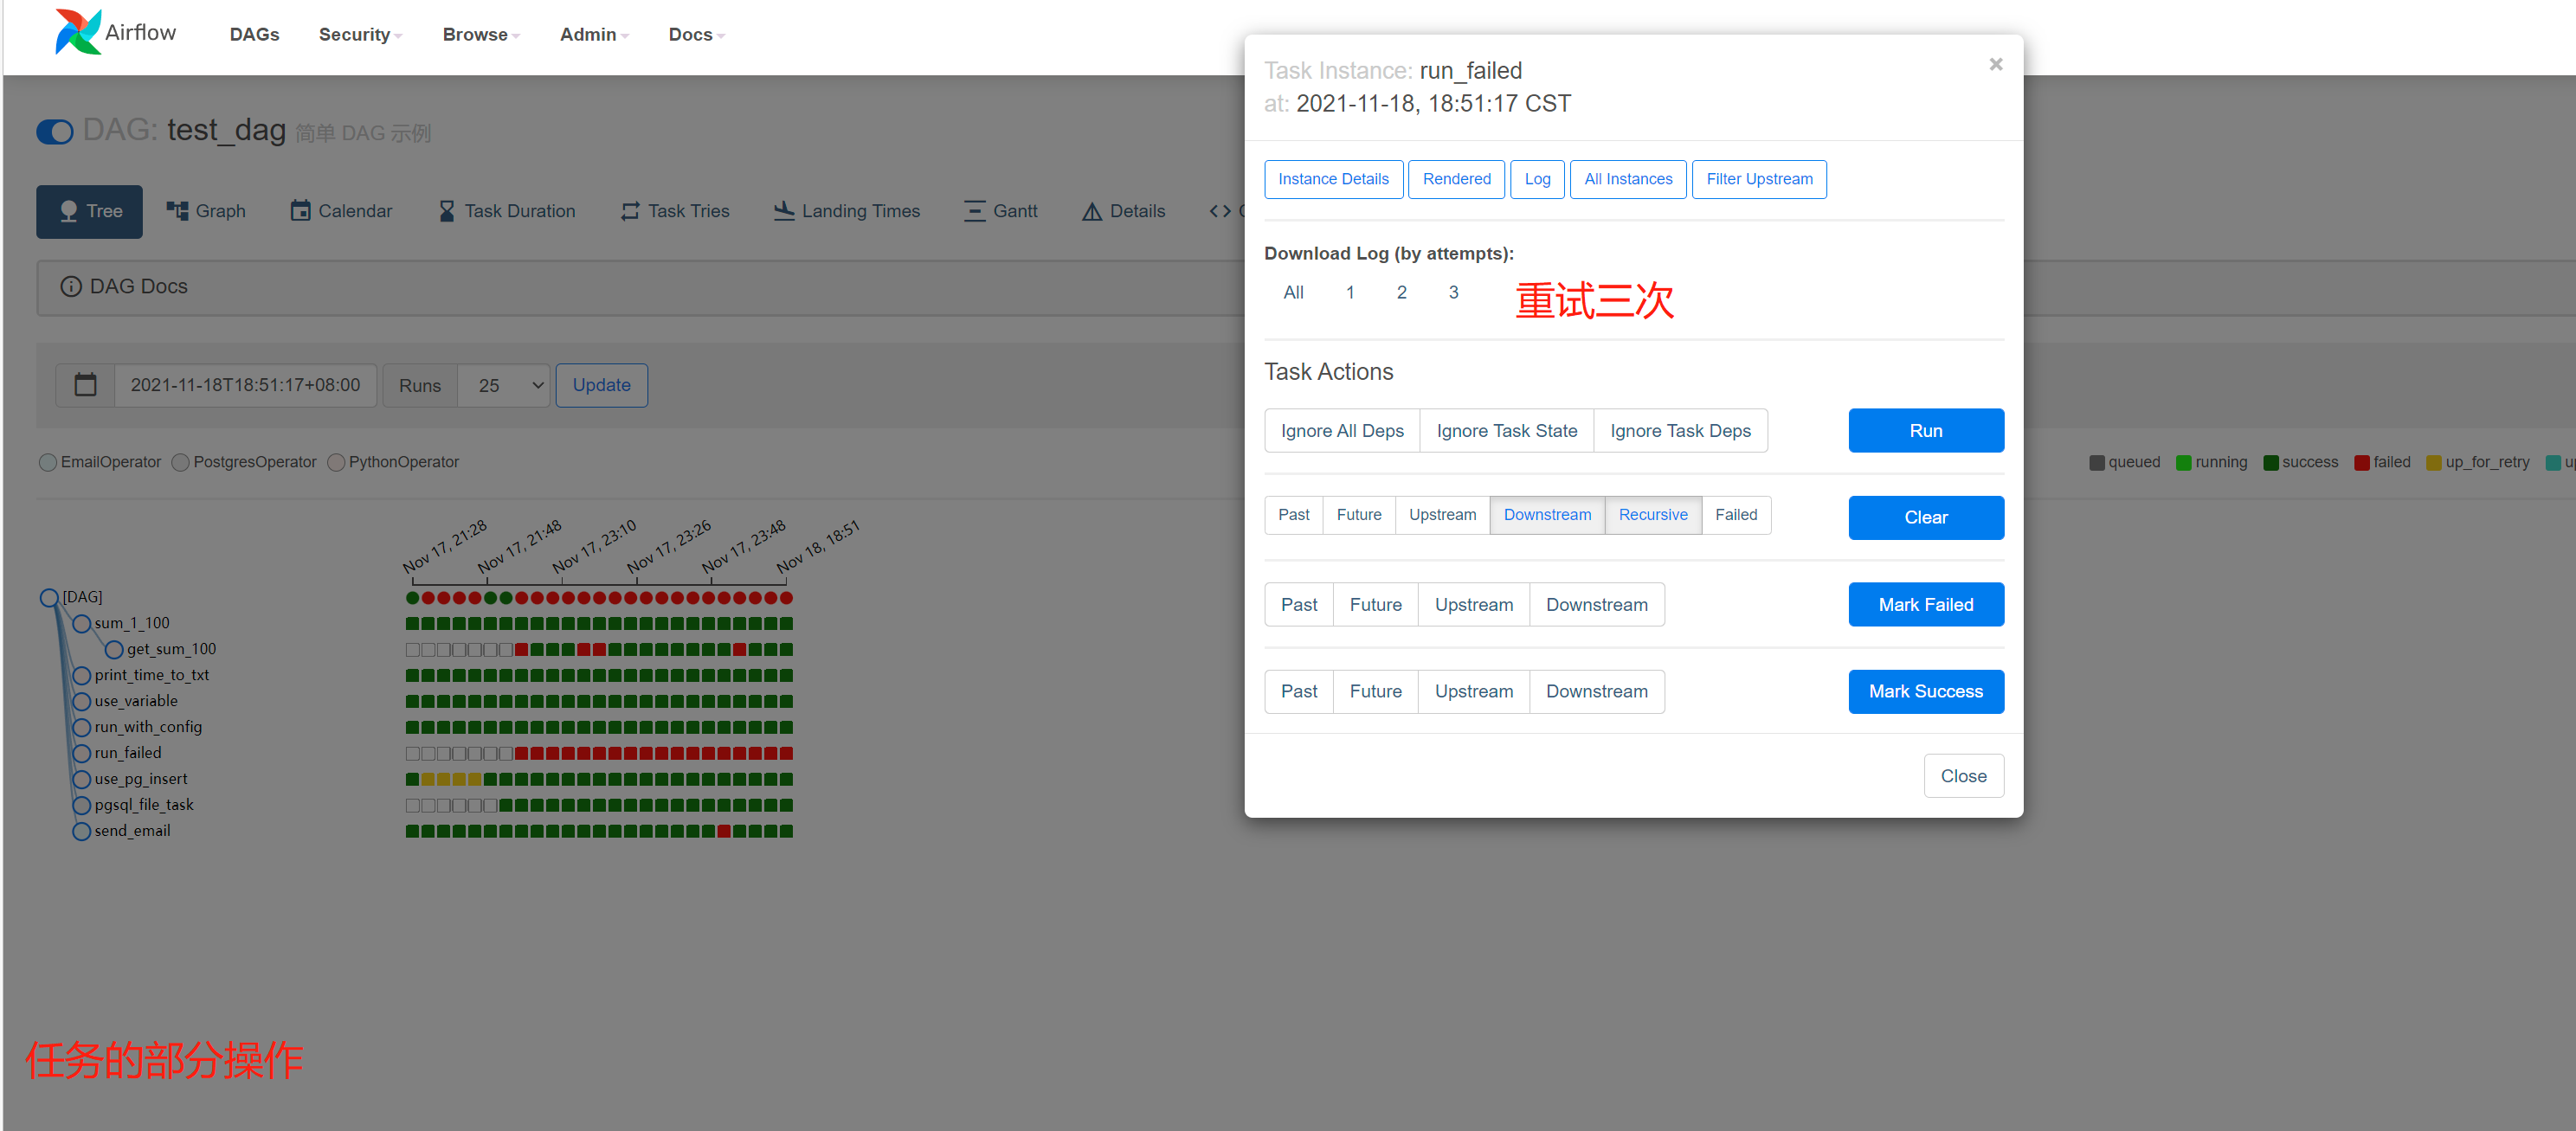 Airflow DAGs Security Browse Admin Docs
DAG: test_dag 简单 DAG 示例
Tree Graph Calendar Task Duration Task Tries Landing Times Gantt Details <>
DAG Docs
2021-11-18T18:51:17+08:00 Runs 25 Update
EmailOperator PostgresOperator PythonOperator
queued running success failed up_for_retry
Nov 17, 21:28 Nov 17, 21:48 Nov 17, 23:10 Nov 17, 23:26 Nov 17, 23:48 Nov 18, 18:51
[DAG]
sum_1_100
get_sum_100
print_time_to_txt
use_variable
run_with_config
run_failed
use_pg_insert
pgsql_file_task
send_email
任务的部分操作
Task Instance: run_failed ×
at: 2021-11-18, 18:51:17 CST
Instance Details Rendered Log All Instances Filter Upstream
Download Log (by attempts):
All 1 2 3 重试三次
Task Actions
Ignore All Deps Ignore Task State Ignore Task Deps Run
Past Future Upstream Downstream Recursive Failed Clear
Past Future Upstream Downstream Mark Failed
Past Future Upstream Downstream Mark Success
Close